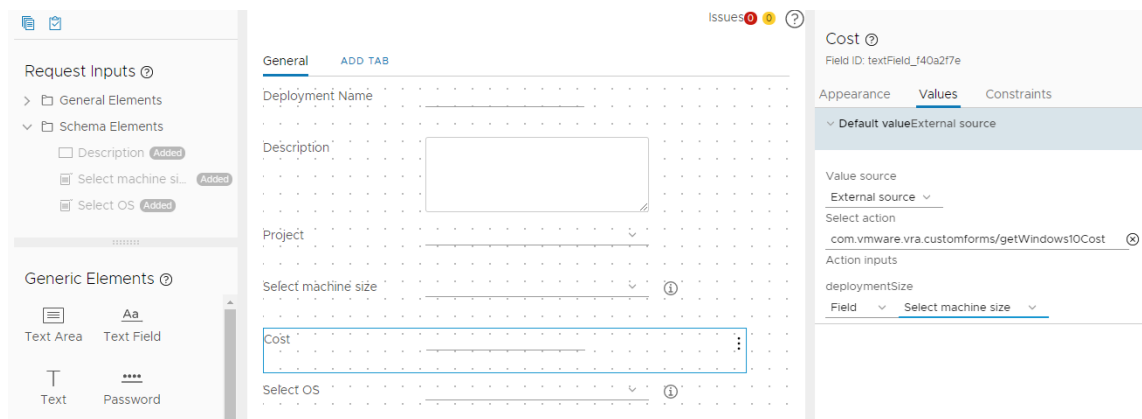 Issues 0 0
Request Inputs
General Elements
Schema Elements
Description Added
Select machine si... Added
Select OS Added
Generic Elements
Aa
Text Area Text Field
T
Text Password
General ADD TAB
Deployment Name
Description
Project
Select machine size
Cost
Select OS
Cost
Field ID: textField_f40a2f7e
Appearance Values Constraints
Default valueExternal source
Value source
External source
Select action
com.vmware.vra.customforms/getWindows10Cost
Action inputs
deploymentSize
Field Select machine size